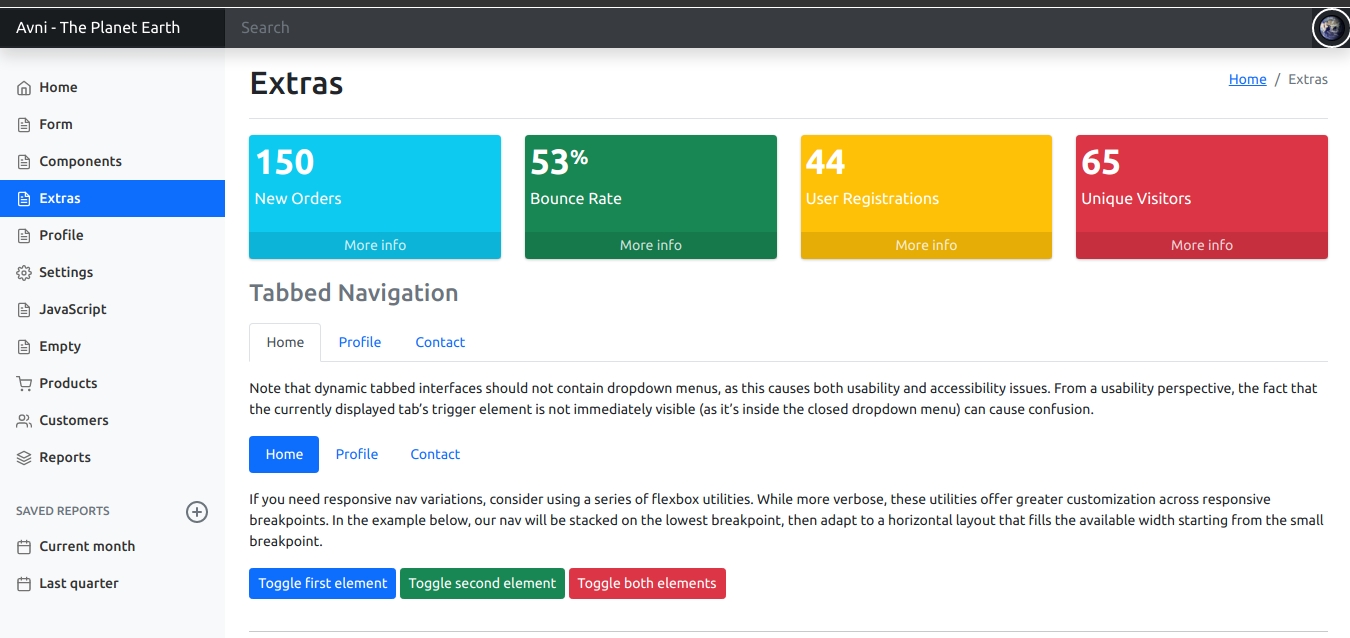 Avni - The Planet Earth
Search
Home
Form
Components
Extras
Profile
Settings
JavaScript
Empty
Products
Customers
Reports
SAVED REPORTS
Current month
Last quarter
Extras
Home / Extras
150
New Orders
More info
53%
Bounce Rate
More info
44
User Registrations
More info
65
Unique Visitors
More info
Tabbed Navigation
Home Profile Contact
Note that dynamic tabbed interfaces should not contain dropdown menus, as this causes both usability and accessibility issues. From a usability perspective, the fact that
the currently displayed tab’s trigger element is not immediately visible (as it’s inside the closed dropdown menu) can cause confusion.
Home Profile Contact
If you need responsive nav variations, consider using a series of flexbox utilities. While more verbose, these utilities offer greater customization across responsive
breakpoints. In the example below, our nav will be stacked on the lowest breakpoint, then adapt to a horizontal layout that fills the available width starting from the small
breakpoint.
Toggle first element Toggle second element Toggle both elements